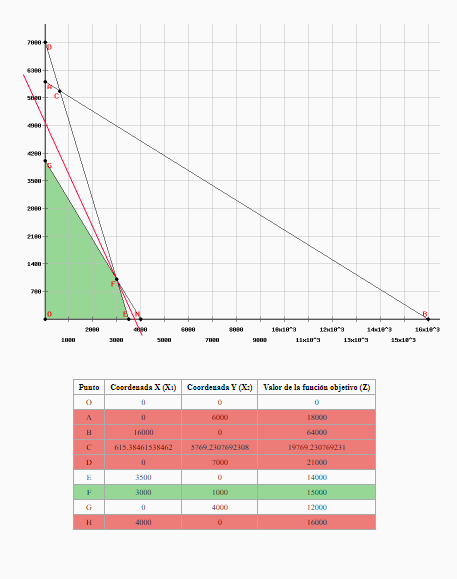 7000
D
6300
A
5600
C
4900
4200
G
3500
2800
2100
1400
F
700
O
E
H
B
2000
4000
6000
8000
10x10^3
12x10^3
14x10^3
16x10^3
1000
3000
5000
7000
9000
11x10^3
13x10^3
15x10^3
Punto Coordenada X (X1) Coordenada Y (X2) Valor de la función objetivo (Z)
O 0 0 0
A 0 6000 18000
B 16000 0 64000
C 615.38461538462 5769.2307692308 19769.230769231
D 0 7000 21000
E 3500 0 14000
F 3000 1000 15000
G 0 4000 12000
H 4000 0 16000